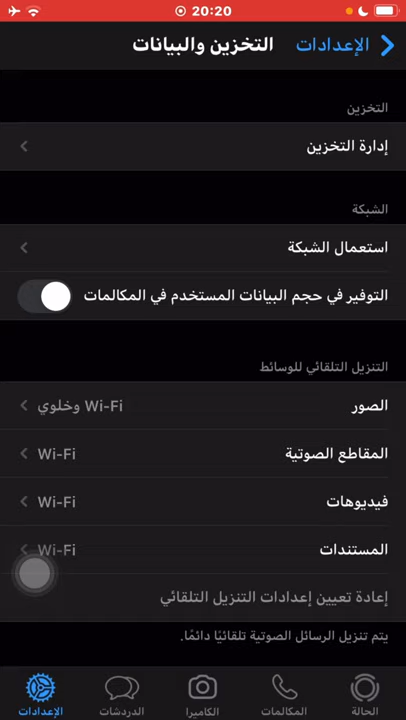 20:20
الإعدادات
التخزين والبيانات
التخزين
إدارة التخزين
الشبكة
استعمال الشبكة
التوفير في حجم البيانات المستخدم في المكالمات
التنزيل التلقائي للوسائط
الصور
Wi-Fi وخلوي
المقاطع الصوتية
Wi-Fi
فيديوهات
Wi-Fi
المستندات
Wi-Fi
إعادة تعيين إعدادات التنزيل التلقائي
يتم تنزيل الرسائل الصوتية تلقائيًا دائمًا.
الحالة
المكالمات
الكاميرا
الدردشات
الإعدادات